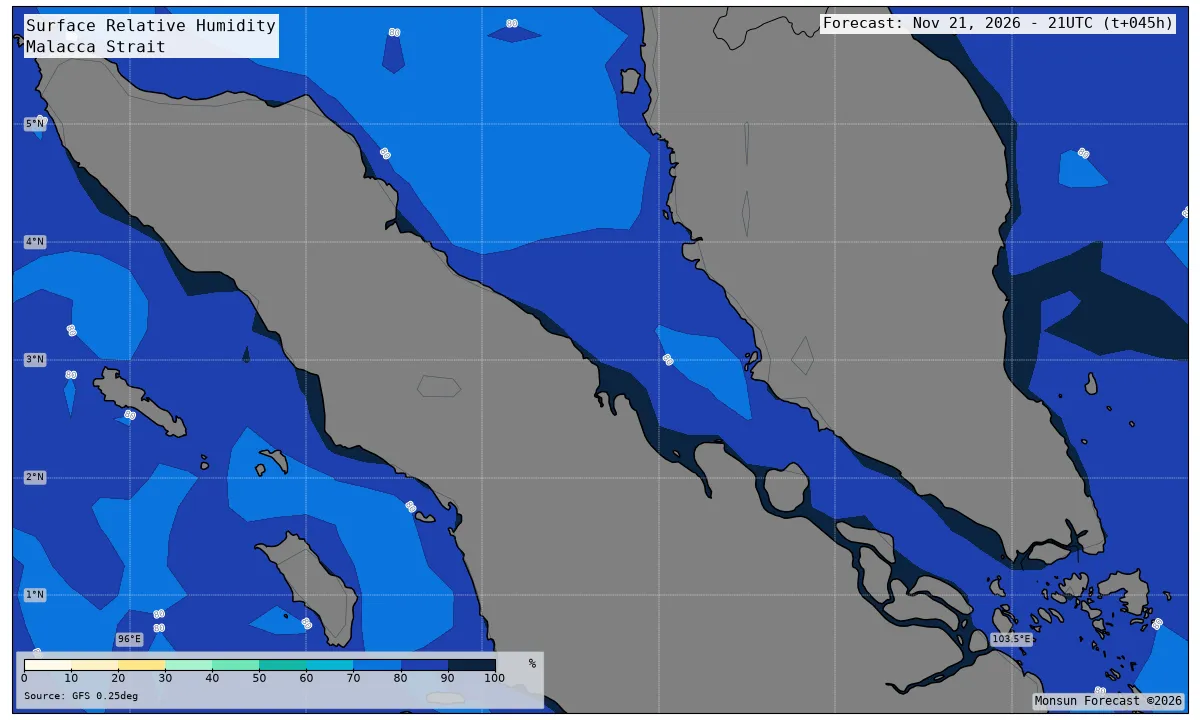 Surface Relative Humidity
Malacca Strait
Forecast: Nov 21, 2026 - 21UTC (t+045h)
80
80
5°N
80
80
4°N
80
80
3°N
80
80
2°N
80
1°N
80
80
80
80
96°E
103.5°E
0 10 20 30 40 50 60 70 80 90 100
%
Source: GFS 0.25deg
80
Monsun Forecast ©2026